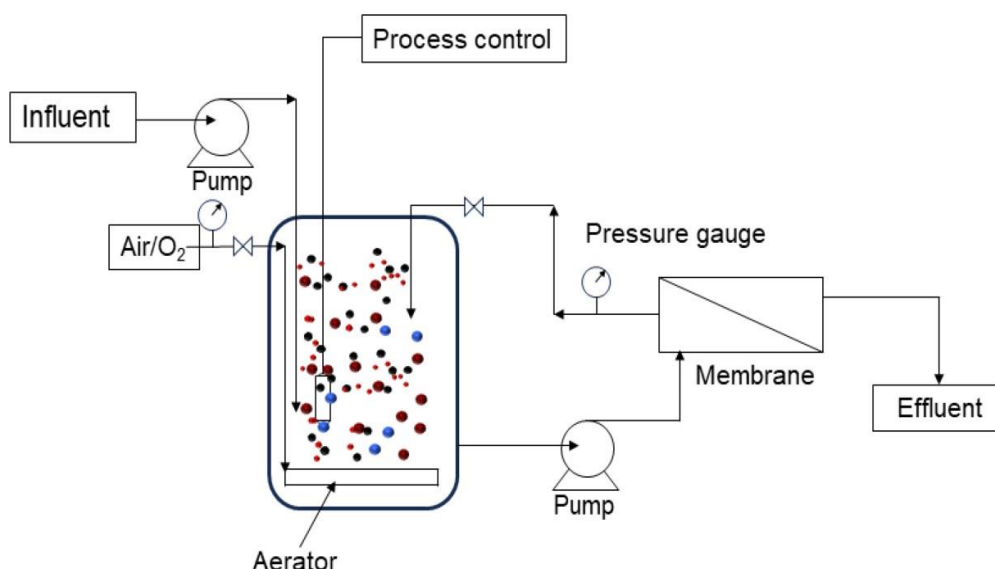 Process control
Influent
Pump
Air/O₂
Pressure gauge
Membrane
Effluent
Pump
Aerator